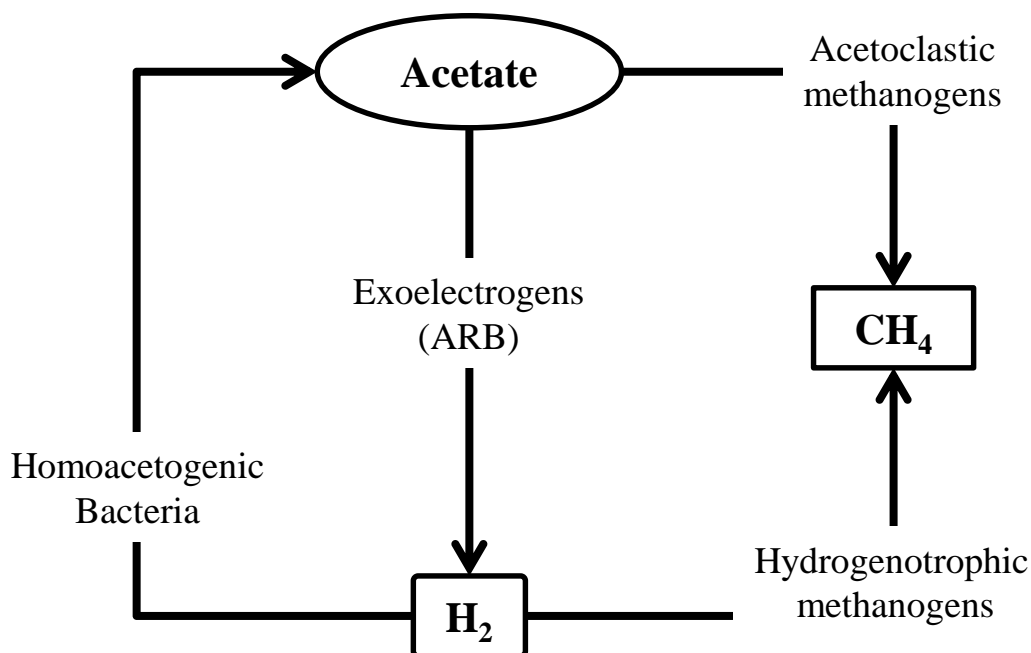 Acetate
Acetoclastic
methanogens
Exoelectrogens
(ARB)
CH₄
Homoacetogenic
Bacteria
Hydrogenotrophic
methanogens
H₂